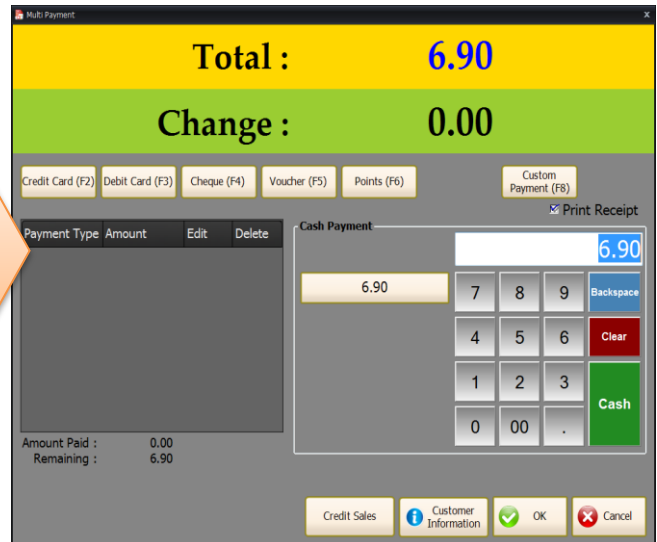 Multi Payment x
Total : 6.90
Change : 0.00
Credit Card (F2) Debit Card (F3) Cheque (F4) Voucher (F5) Points (F6) Custom Payment (F8)
Print Receipt
Payment Type Amount Edit Delete
Cash Payment
6.90
6.90
7 8 9 Backspace
4 5 6 Clear
1 2 3
Cash
0 00 .
Amount Paid : 0.00
Remaining : 6.90
Credit Sales Customer Information OK Cancel